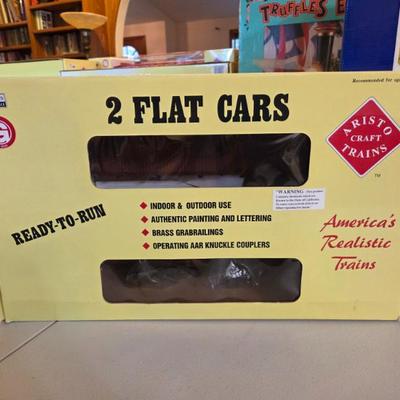 TRUFFLES
2 FLAT CARS
Recommended for
G
ARISTO
CRAFT
TRAINS
TM
READY-TO-RUN
INDOOR & OUTDOOR USE
AUTHENTIC PAINTING AND LETTERING
BRASS GRABRAILINGS
OPERATING AAR KNUCKLE COUPLERS
"WARNING
America's
Realistic
Trains